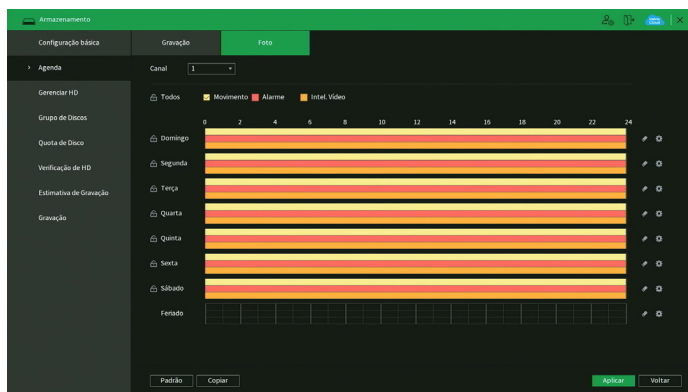 Armazenamento
Configuração básica
Gravação
Foto
Agenda
Canal
1
Gerenciar HD
Todos
Movimento
Alarme
Intel. Vídeo
Grupo de Discos
0 2 4 6 8 10 12 14 16 18 20 22 24
Domingo
Quota de Disco
Segunda
Verificação de HD
Terça
Estimativa de Gravação
Quarta
Gravação
Quinta
Sexta
Sábado
Feriado
Padrão
Copiar
Aplicar
Voltar